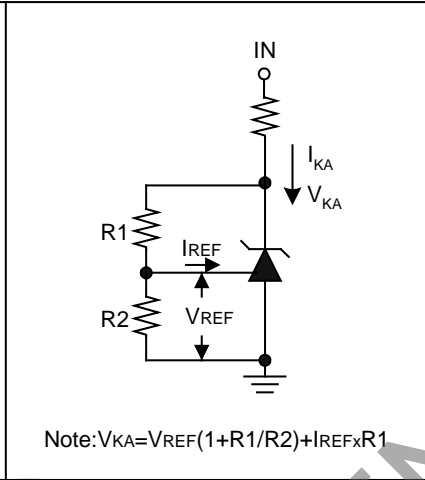 IN
IKA
VKA
R1
IREF
R2
VREF
Note:VKA=VREF(1+R1/R2)+IREFxR1